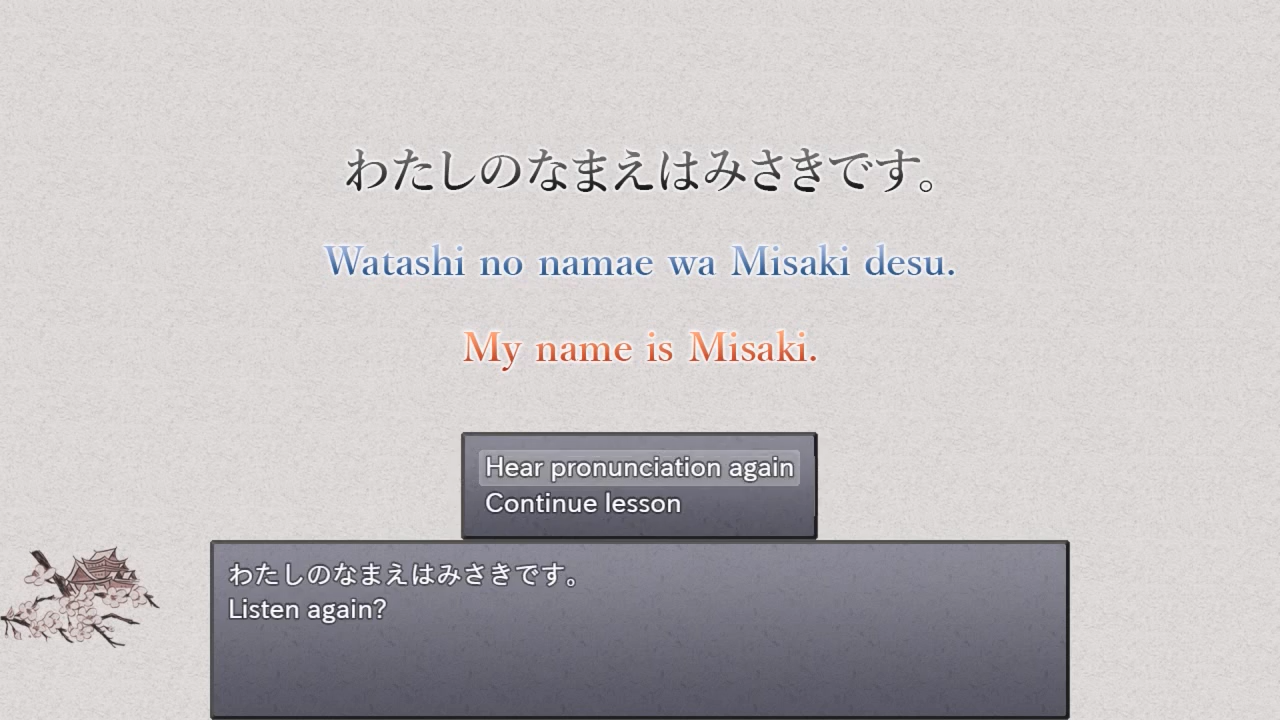 わたしのなまえはみさきです。
Watashi no namae wa Misaki desu.
My name is Misaki.
Hear pronunciation again
Continue lesson
わたしのなまえはみさきです。
Listen again?